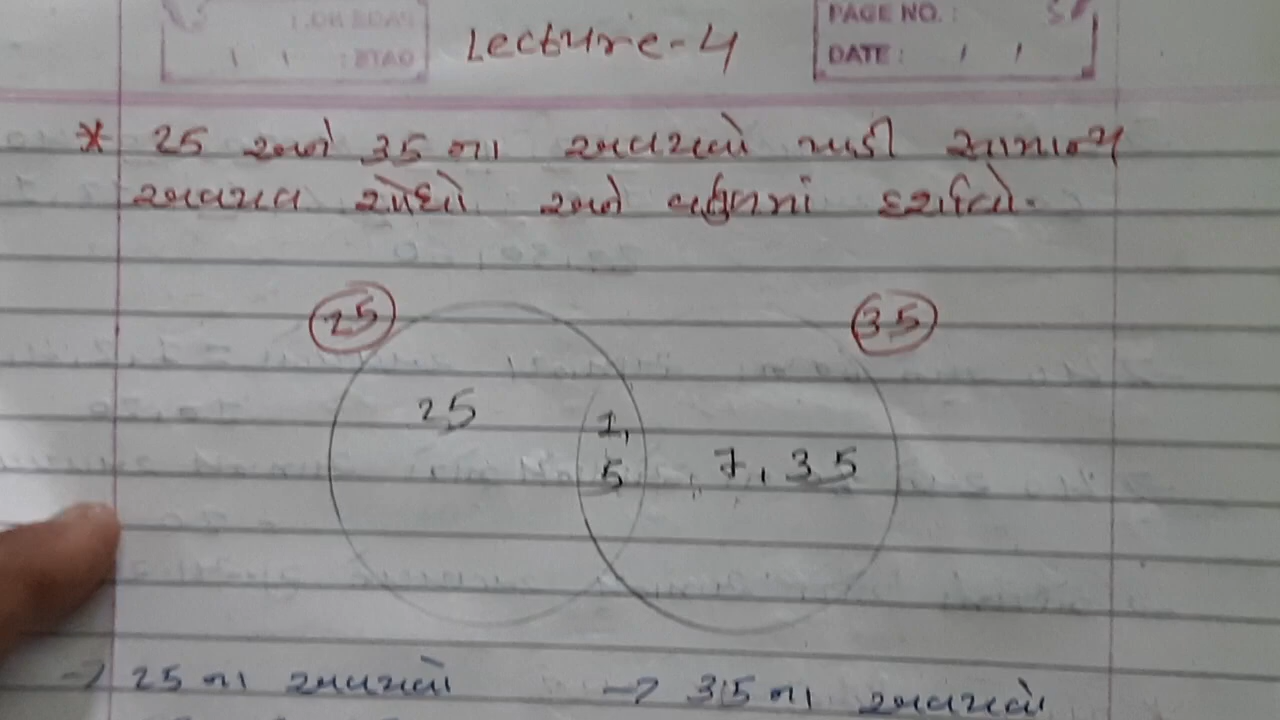 Lecture-4
PAGE NO. :
DATE : / /
* 25 અને 35 ના અવયવો પાડી સામાન્ય
અવયવ શોધો અને વર્તુળમાં દર્શાવો.
25
35
25
1,
5
7, 35
→ 25 ના અવયવો
→ 35 ના અવયવો